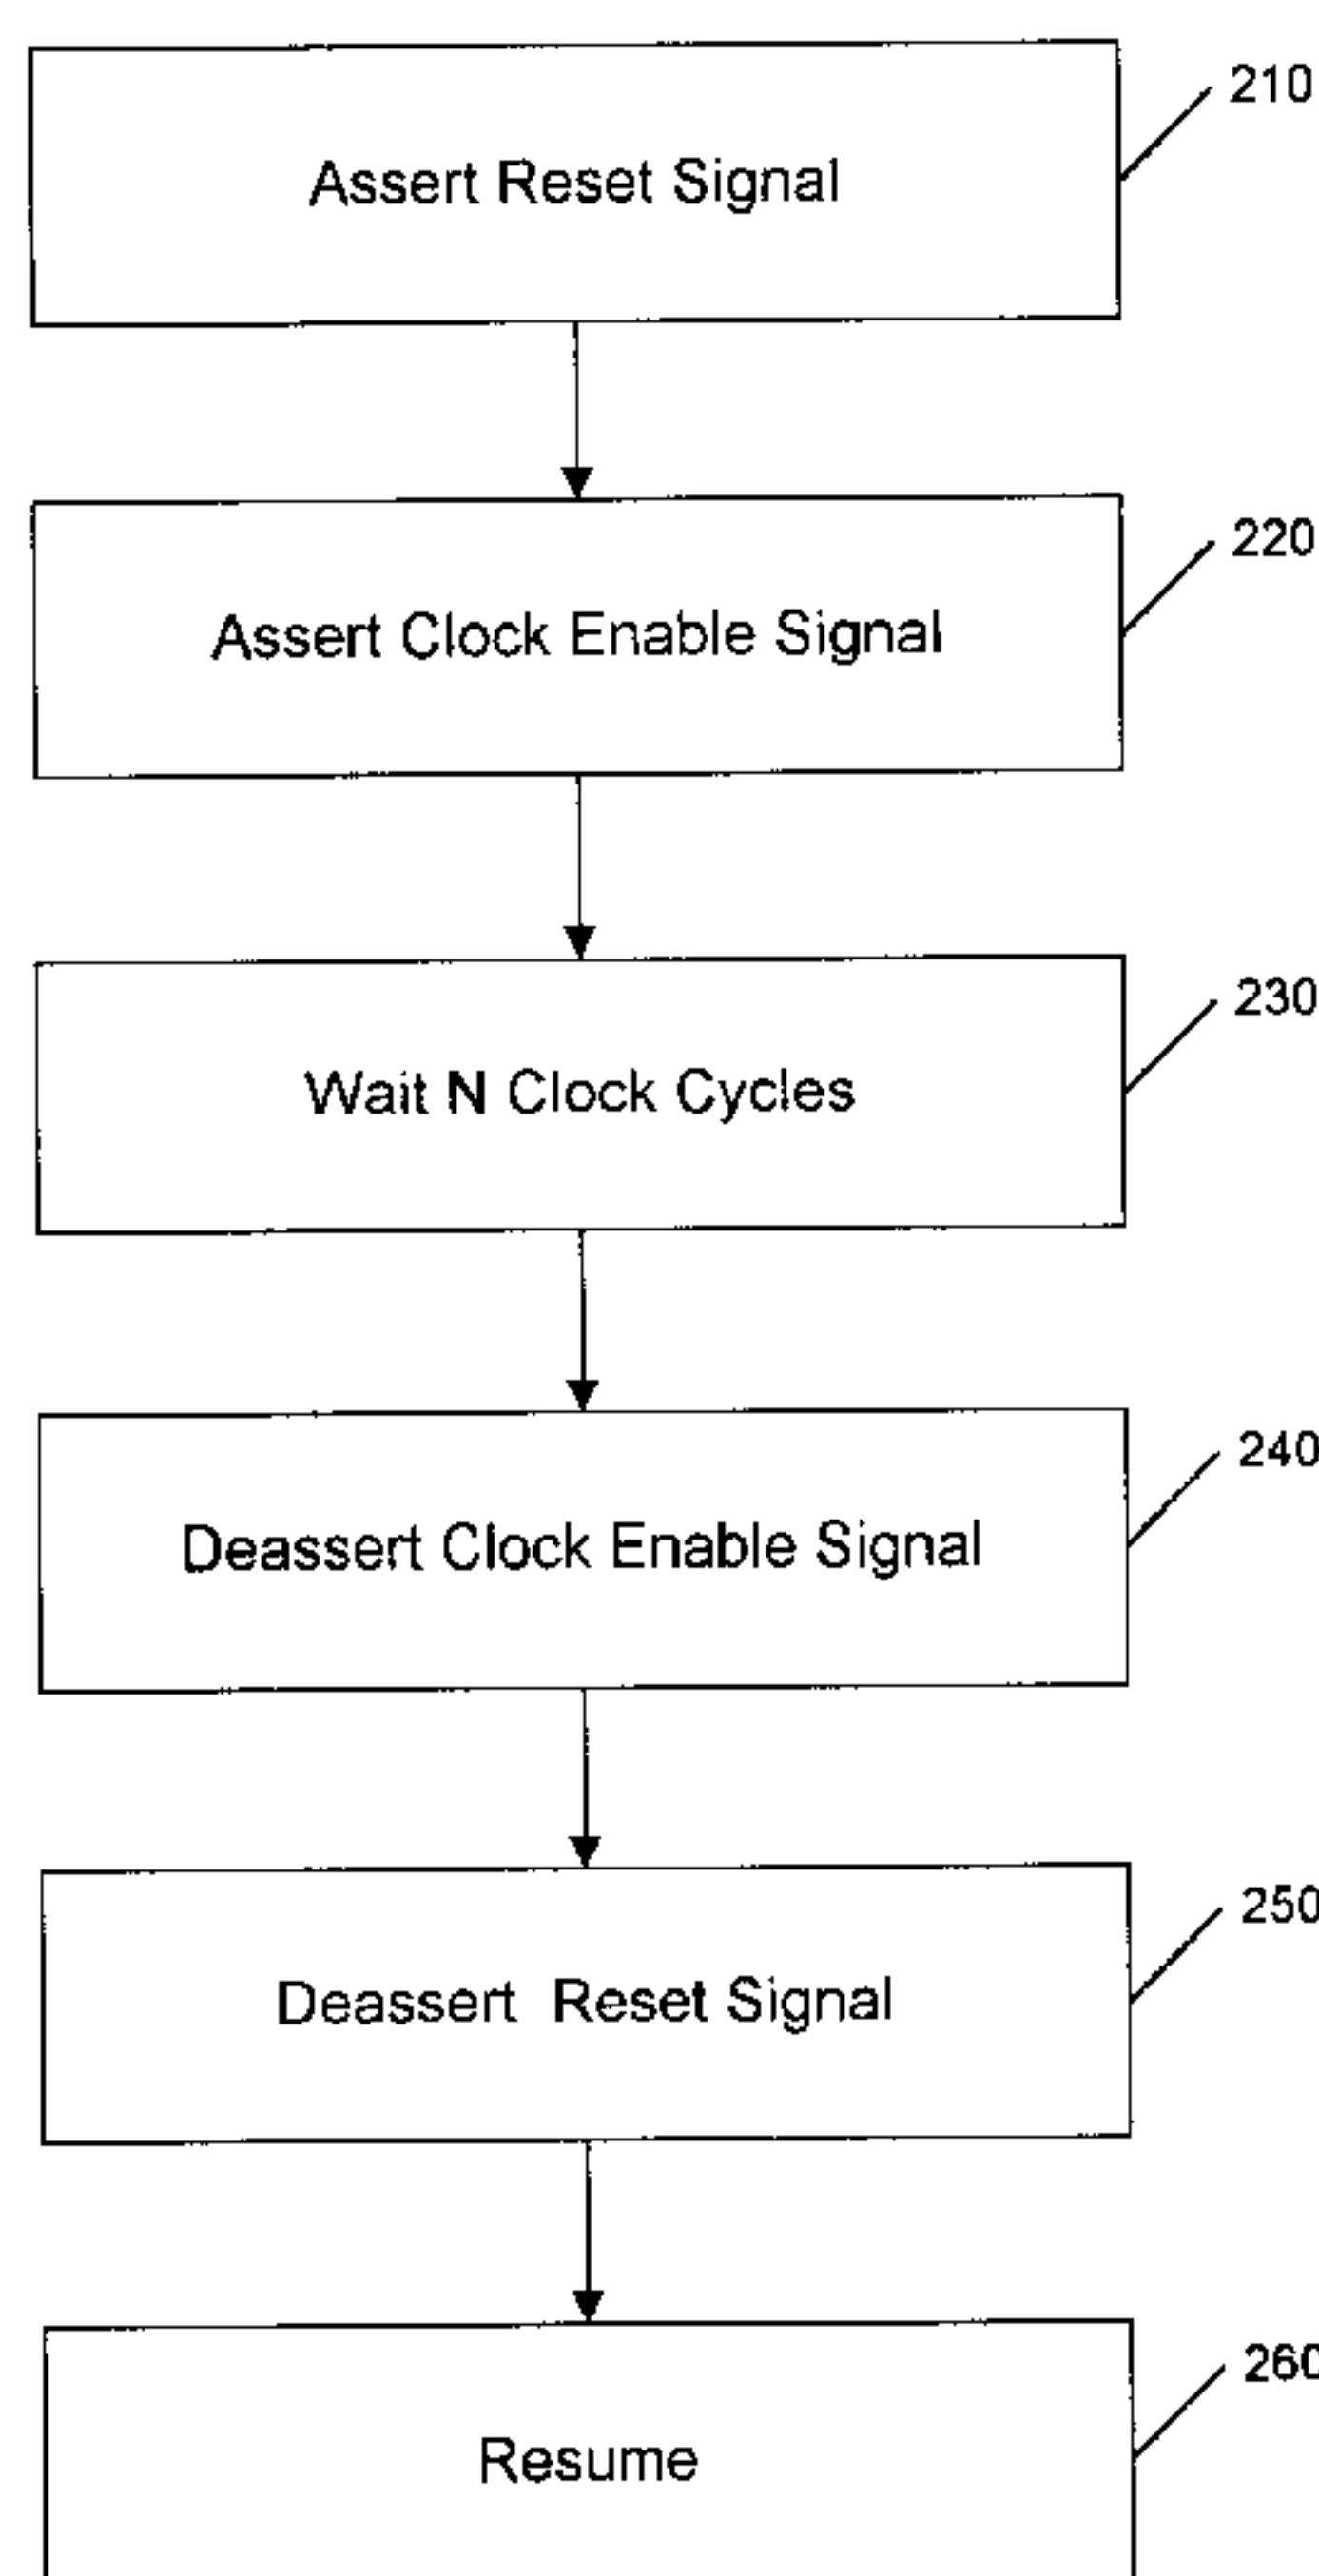 210
Assert Reset Signal
220
Assert Clock Enable Signal
230
Wait N Clock Cycles
240
Deassert Clock Enable Signal
250
Deassert Reset Signal
260
Resume